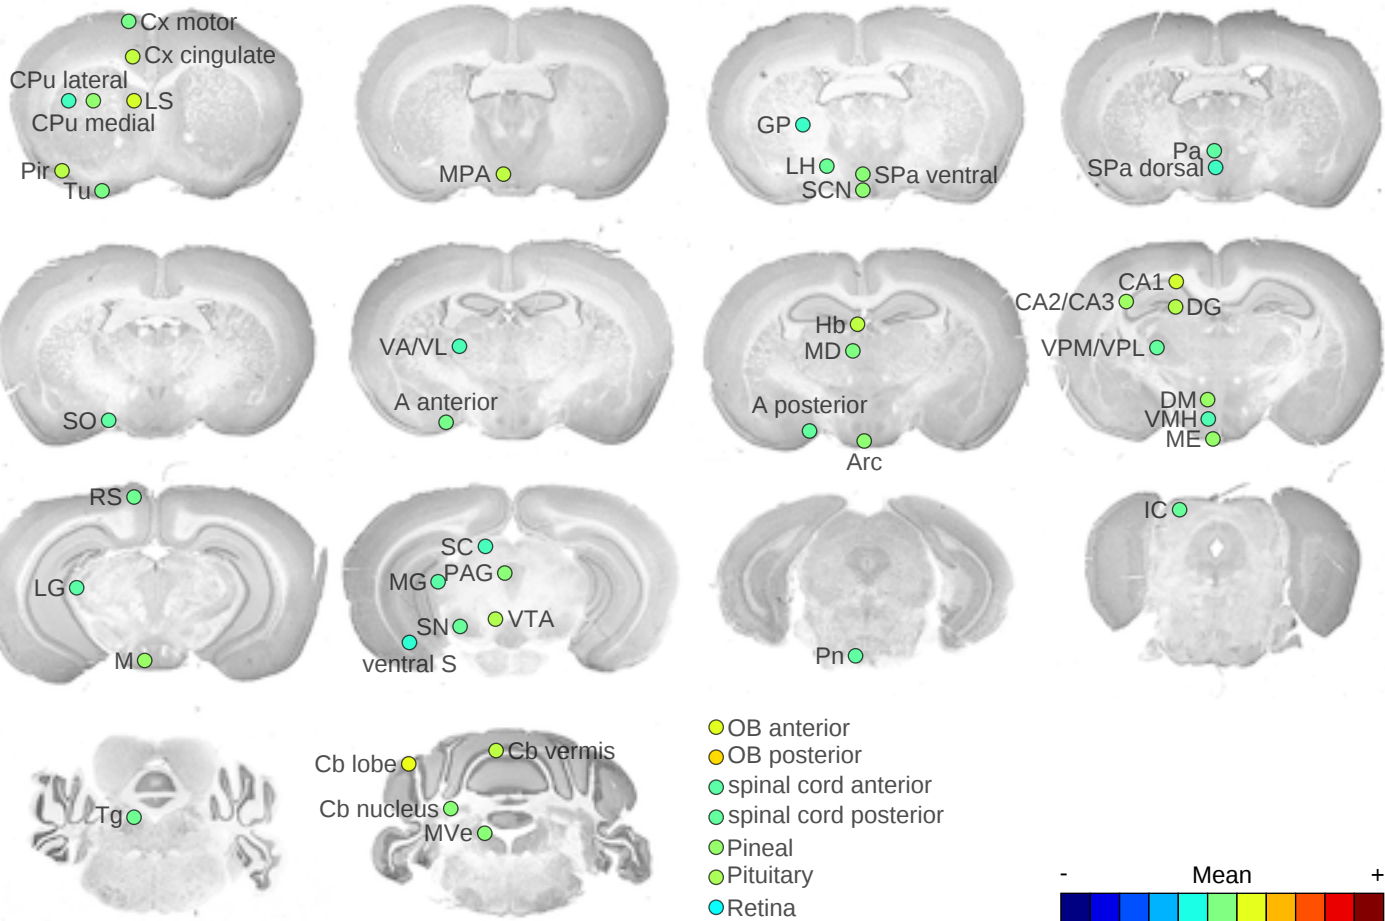 Cx motor
Cx cingulate
CPu lateral
LS
CPu medial
Pir
Tu
MPA
GP
LH
SPa ventral
SCN
Pa
SPa dorsal
SO
VA/VL
A anterior
Hb
MD
A posterior
Arc
CA1
CA2/CA3
DG
VPM/VPL
DM
VMH
ME
RS
LG
M
SC
PAG
MG
VTA
SN
ventral S
Pn
IC
Tg
Cb vermis
Cb lobe
Cb nucleus
MVe
OB anterior
OB posterior
spinal cord anterior
spinal cord posterior
Pineal
Pituitary
Retina
- Mean +